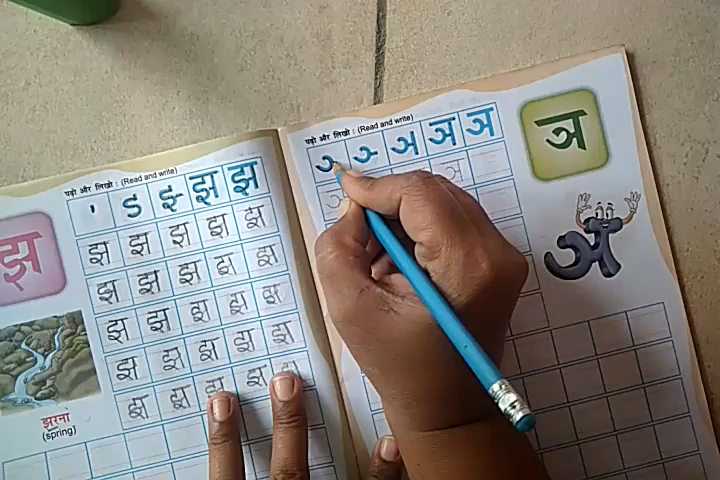 पढ़ो और लिखो : (Read and write)
' ऽ इ- झ झ
झ झ झ झ झ
झ झ झ झ झ
झ झ झ झ झ
झ झ झ झ झ
झ झ झ झ झ
झ
झरना
(spring)
पढ़ो और लिखो : (Read and write)
ञ ञ ञ
ञ
ञ
ञ